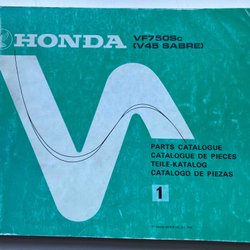 HONDA
VF750Sc
(V45 SABRE)
PARTS CATALOGUE
CATALOGUE DE PIECES
TEILE-KATALOG
CATALOGO DE PIEZAS
1